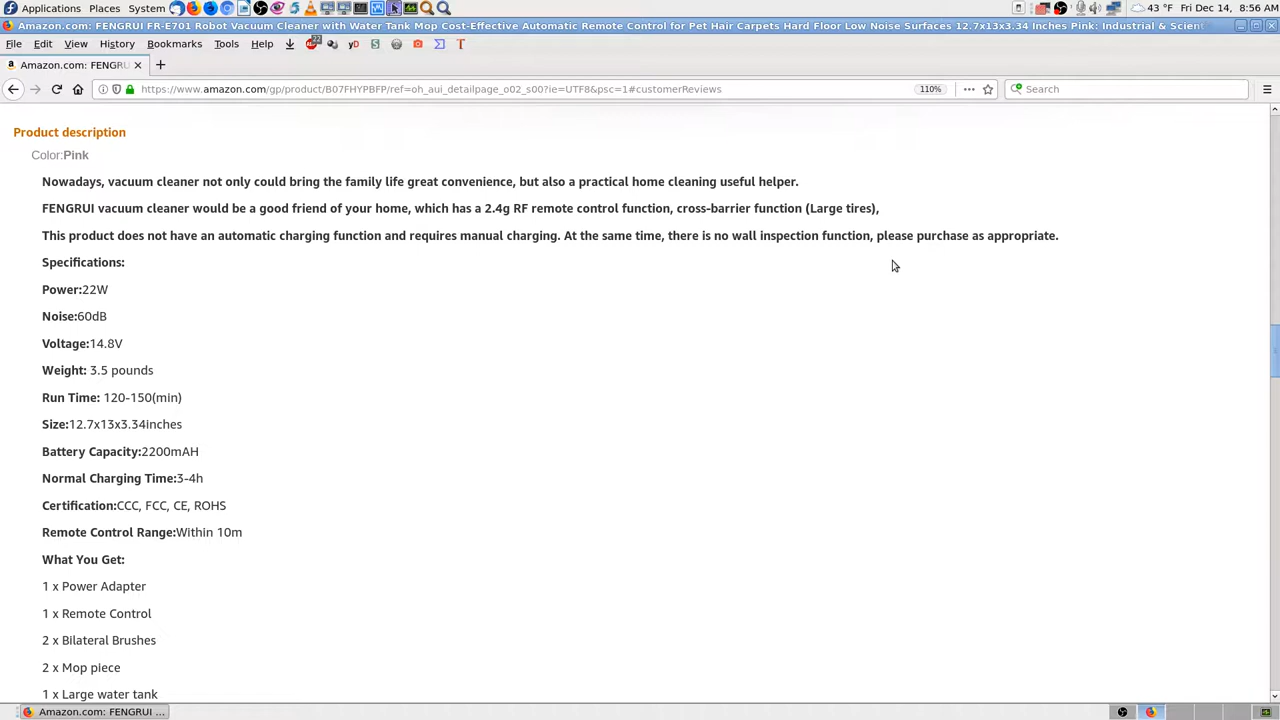 Applications Places System 43 °F Fri Dec 14, 8:56 AM
Amazon.com: FENGRUI FR-E701 Robot Vacuum Cleaner with Water Tank Mop Cost-Effective Automatic Remote Control for Pet Hair Carpets Hard Floor Low Noise Surfaces 12.7x13x3.34 Inches Pink: Industrial & Scien
File Edit View History Bookmarks Tools Help
Amazon.com: FENGRU
https://www.amazon.com/gp/product/B07FHYPBFP/ref=oh_aui_detailpage_o02_s00?ie=UTF8&psc=1#customerReviews 110% Search
Product description
Color:Pink
Nowadays, vacuum cleaner not only could bring the family life great convenience, but also a practical home cleaning useful helper.
FENGRUI vacuum cleaner would be a good friend of your home, which has a 2.4g RF remote control function, cross-barrier function (Large tires),
This product does not have an automatic charging function and requires manual charging. At the same time, there is no wall inspection function, please purchase as appropriate.
Specifications:
Power:22W
Noise:60dB
Voltage:14.8V
Weight: 3.5 pounds
Run Time: 120-150(min)
Size:12.7x13x3.34inches
Battery Capacity:2200mAH
Normal Charging Time:3-4h
Certification:CCC, FCC, CE, ROHS
Remote Control Range:Within 10m
What You Get:
1 x Power Adapter
1 x Remote Control
2 x Bilateral Brushes
2 x Mop piece
1 x Large water tank
Amazon.com: FENGRUI ...